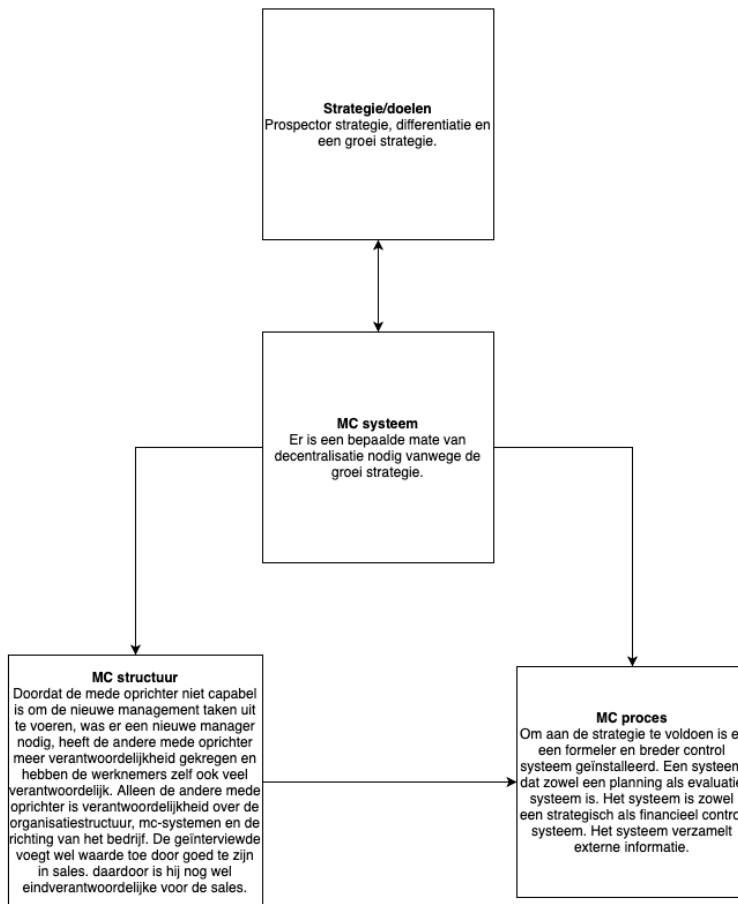 Strategie/doelen
Prospector strategie, differentiatie en
een groei strategie.
MC systeem
Er is een bepaalde mate van
decentralisatie nodig vanwege de
groei strategie.
MC structuur
Doordat de mede oprichter niet capabel
is om de nieuwe management taken uit
te voeren, was er een nieuwe manager
nodig, heeft de andere mede oprichter
meer verantwoordelijkheid gekregen en
hebben de werknemers zelf ook veel
verantwoordelijk. Alleen de andere mede
oprichter is verantwoordelijkheid over de
organisatiestructuur, mc-systemen en de
richting van het bedrijf. De geïnterviewde
voegt wel waarde toe door goed te zijn
in sales. daardoor is hij nog wel
eindverantwoordelijke voor de sales.
MC proces
Om aan de strategie te voldoen is e
een formeler en breder control
systeem geïnstalleerd. Een systeem
dat zowel een planning als evaluatie
systeem is. Het systeem is zowel
een strategisch als financieel contro
systeem. Het systeem verzamelt
externe informatie.